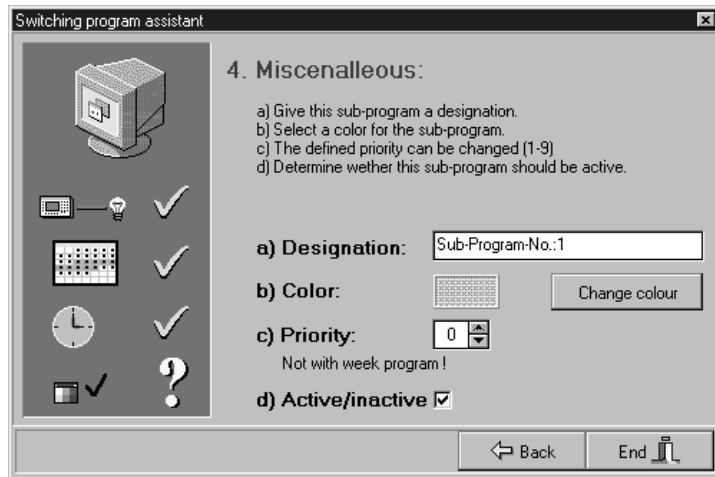 Switching program assistant
4. Miscenalleous:
a) Give this sub-program a designation.
b) Select a color for the sub-program.
c) The defined priority can be changed (1-9)
d) Determine wether this sub-program should be active.
a) Designation: Sub-Program-No.:1
b) Color: Change colour
c) Priority: 0
Not with week program !
d) Active/inactive
Back End